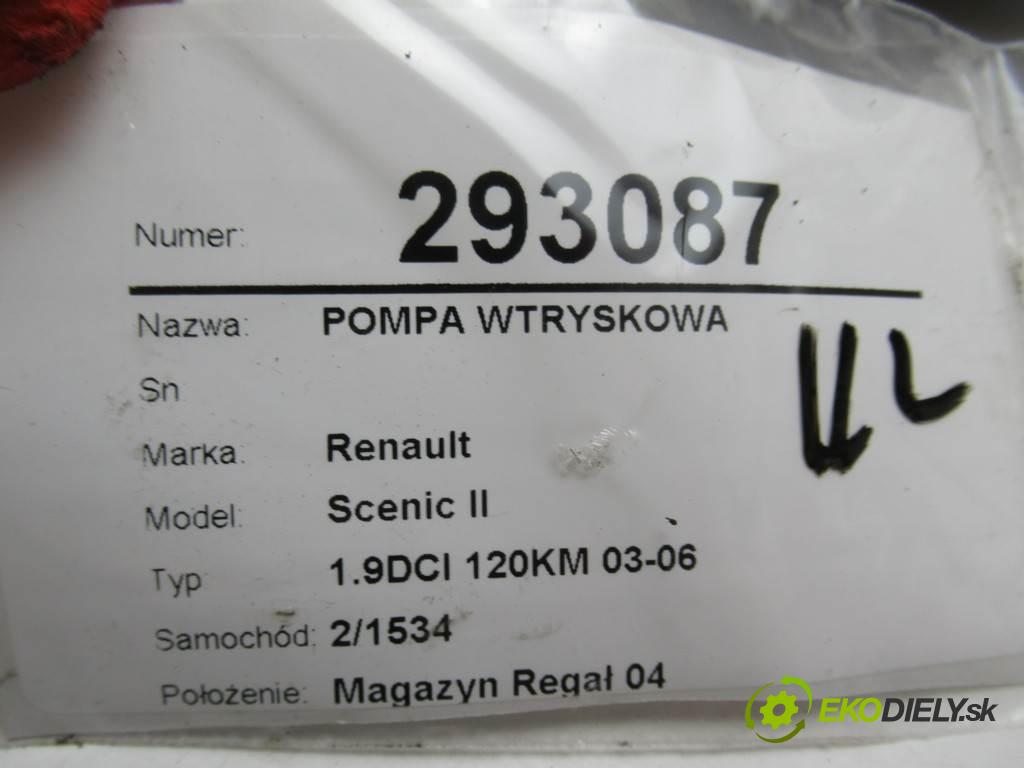 Numer: 293087
Nazwa: POMPA WTRYSKOWA
Sn
Marka: Renault
Model: Scenic II
Typ 1.9DCI 120KM 03-06
Samochód: 2/1534
Położenie: Magazyn Regał 04
EKODIELY.sk